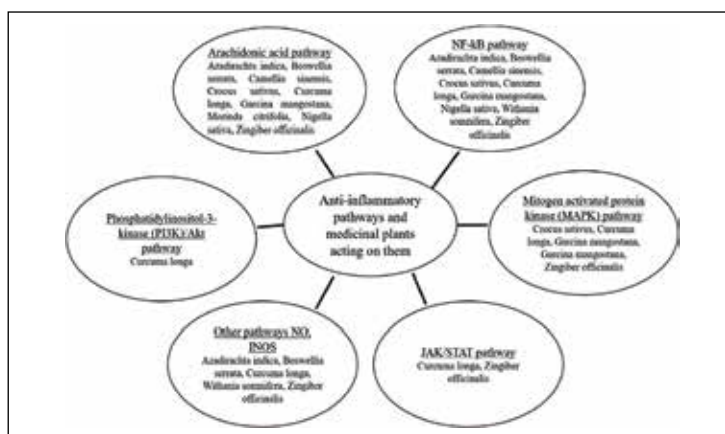 Arachidonic acid pathway
Azadirachta indica, Boswellia
serrata, Camellia sinensis,
Crocus sativus, Curcuma
longa, Garcina mangostana,
Morinda citrifolia, Nigella
sativa, Zingiber officinalis
NF-kB pathway
Azadirachta indica, Boswellia
serrata, Camellia sinensis,
Crocus sativus, Curcuma
longa, Garcina mangostana,
Nigella sativa, Withania
somnifera, Zingiber
officinalis
Phosphatidylinositol-3-
kinase (PI3K)/Akt
pathway
Curcuma longa
Anti-inflammatory
pathways and
medicinal plants
acting on them
Mitogen activated protein
kinase (MAPK) pathway
Crocus sativus, Curcuma
longa, Garcina mangostana,
Garcina mangostana,
Zingiber officinalis
Other pathways NO,
INOS
Azadirachta indica, Boswellia
serrata, Curcuma longa,
Withania somnifera, Zingiber
officinalis
JAK/STAT pathway
Curcuma longa, Zingiber
officinalis